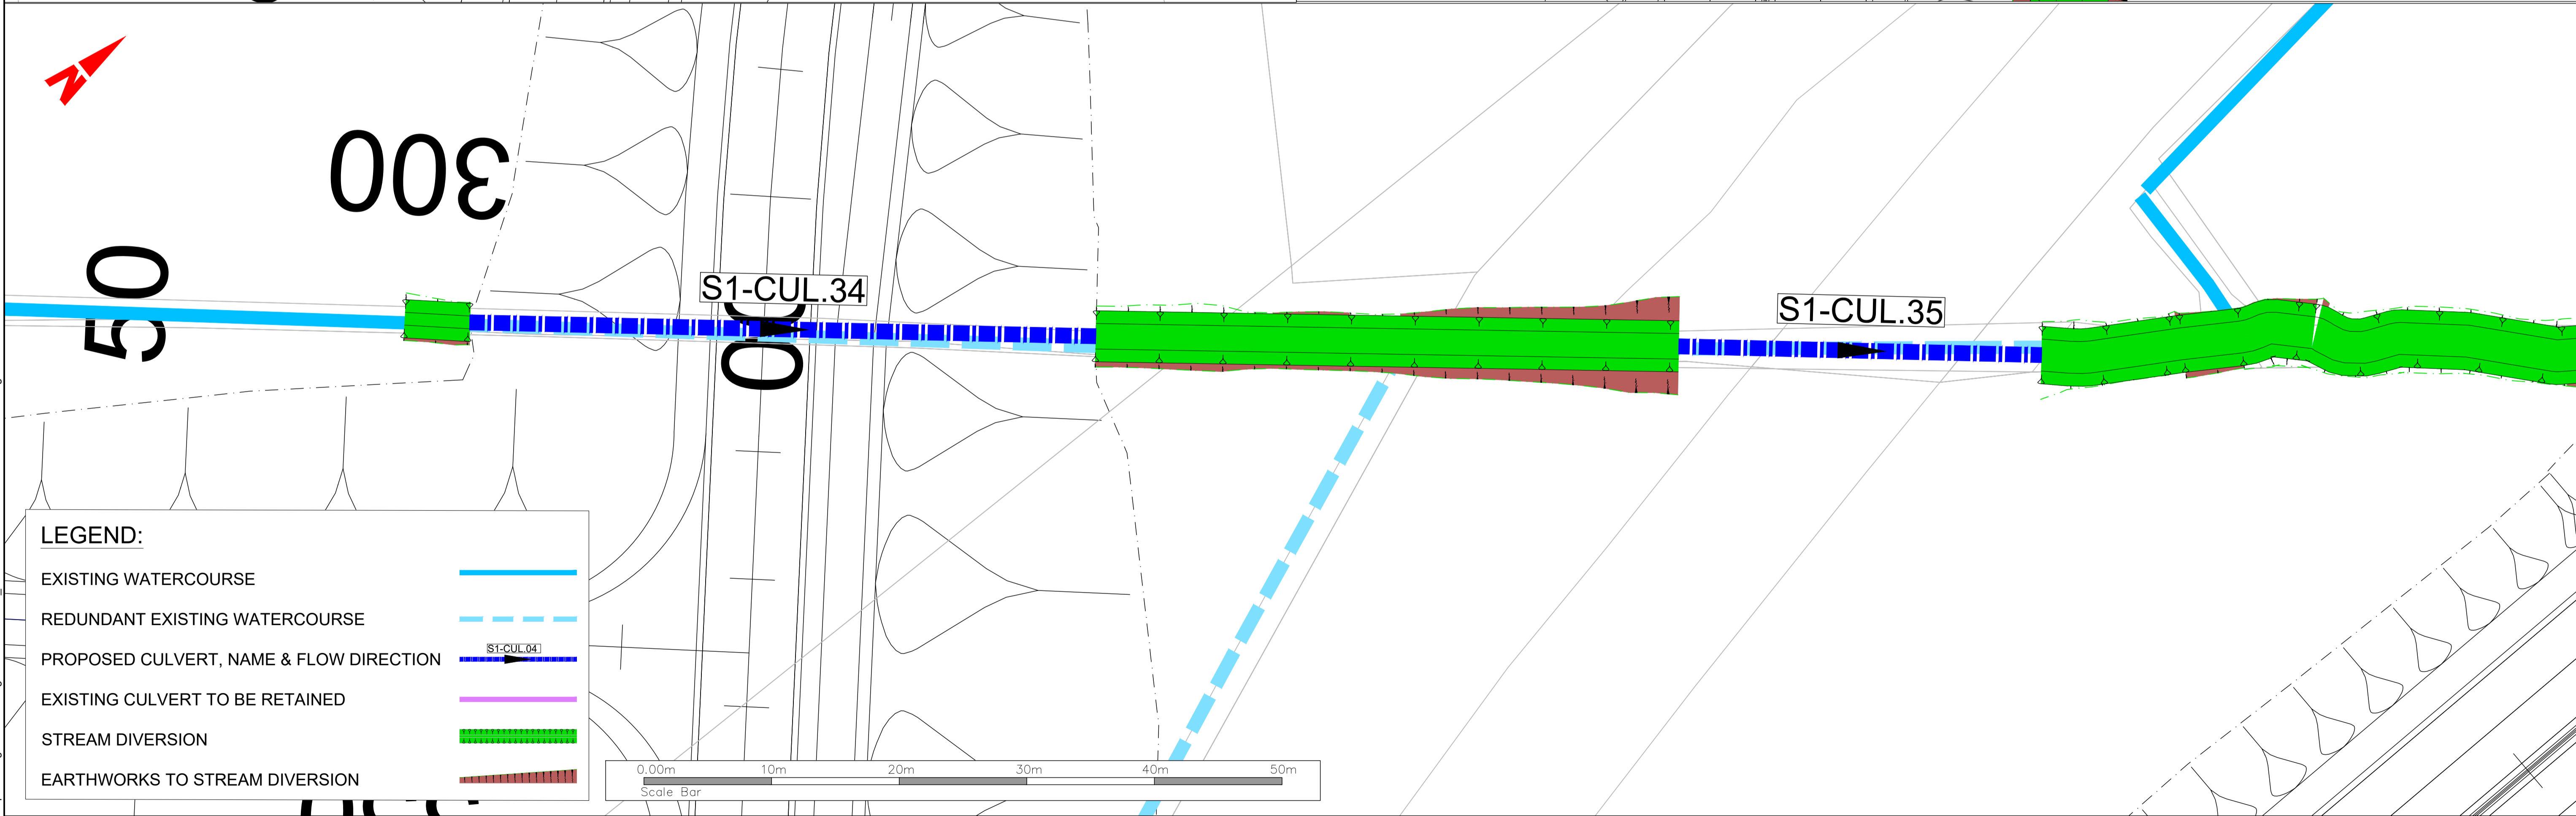 N
300
50
S1-CUL.34
S1-CUL.35
LEGEND:
EXISTING WATERCOURSE
REDUNDANT EXISTING WATERCOURSE
PROPOSED CULVERT, NAME & FLOW DIRECTION
S1-CUL.04
EXISTING CULVERT TO BE RETAINED
STREAM DIVERSION
EARTHWORKS TO STREAM DIVERSION
0.00m 10m 20m 30m 40m 50m
Scale Bar